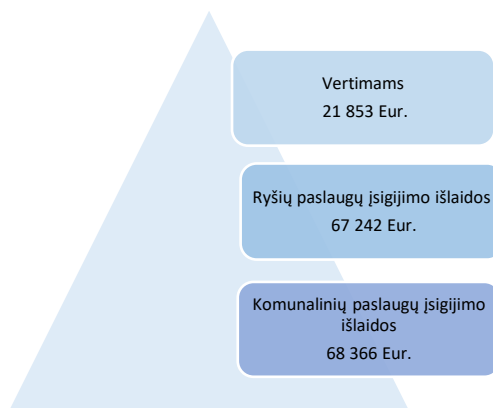 Vertimams
21 853 Eur.
Ryšių paslaugų įsigijimo išlaidos
67 242 Eur.
Komunalinių paslaugų įsigijimo
išlaidos
68 366 Eur.